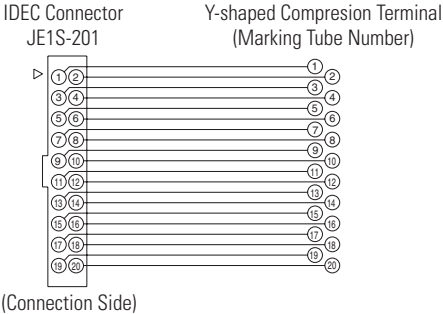 IDEC Connector Y-shaped Compresion Terminal
JE1S-201 (Marking Tube Number)
1 2 1
2
3 4 3
4
5 6 5
6
7 8 7
8
9 10 9
10
11 12 11
12
13 14 13
14
15 16 15
16
17 18 17
18
19 20 19
20
(Connection Side)